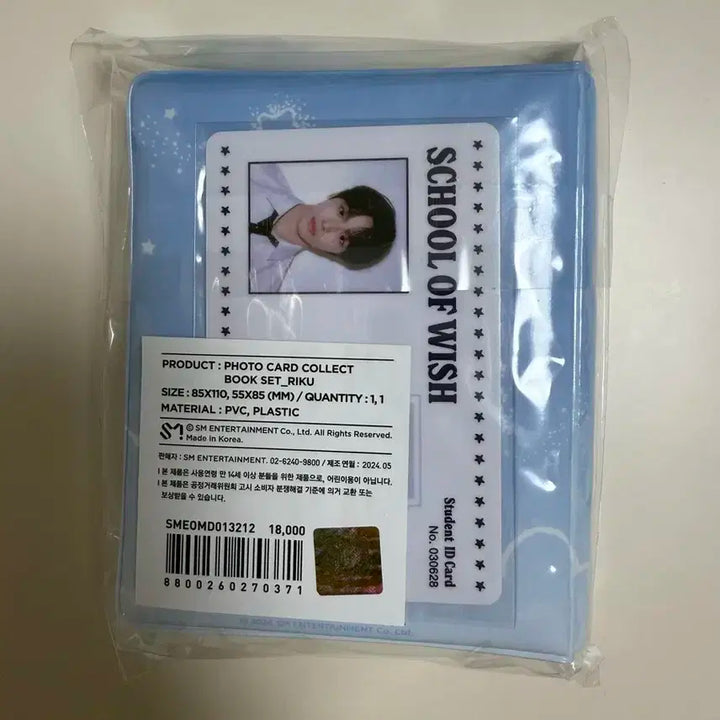 SCHOOL OF WISH
Student ID Card
No. 030628
PRODUCT : PHOTO CARD COLLECT
BOOK SET_RIKU
SIZE : 85X110, 55X85 (MM) / QUANTITY : 1, 1
MATERIAL : PVC, PLASTIC
SM © SM ENTERTAINMENT Co., Ltd. All Rights Reserved.
Made in Korea.
판매자 : SM ENTERTAINMENT. 02-6240-9800 / 제조 연월 : 2024.05
! 본 제품은 사용연령 만 14세 이상 분들을 위한 제품으로, 어린이용이 아닙니다.
! 본 제품은 공정거래위원회 고시 소비자 분쟁해결 기준에 의거 교환 또는
보상받을 수 있습니다.
SMEOMD013212 18,000
8800260270371
© 2024 SM ENTERTAINMENT Co., Ltd.